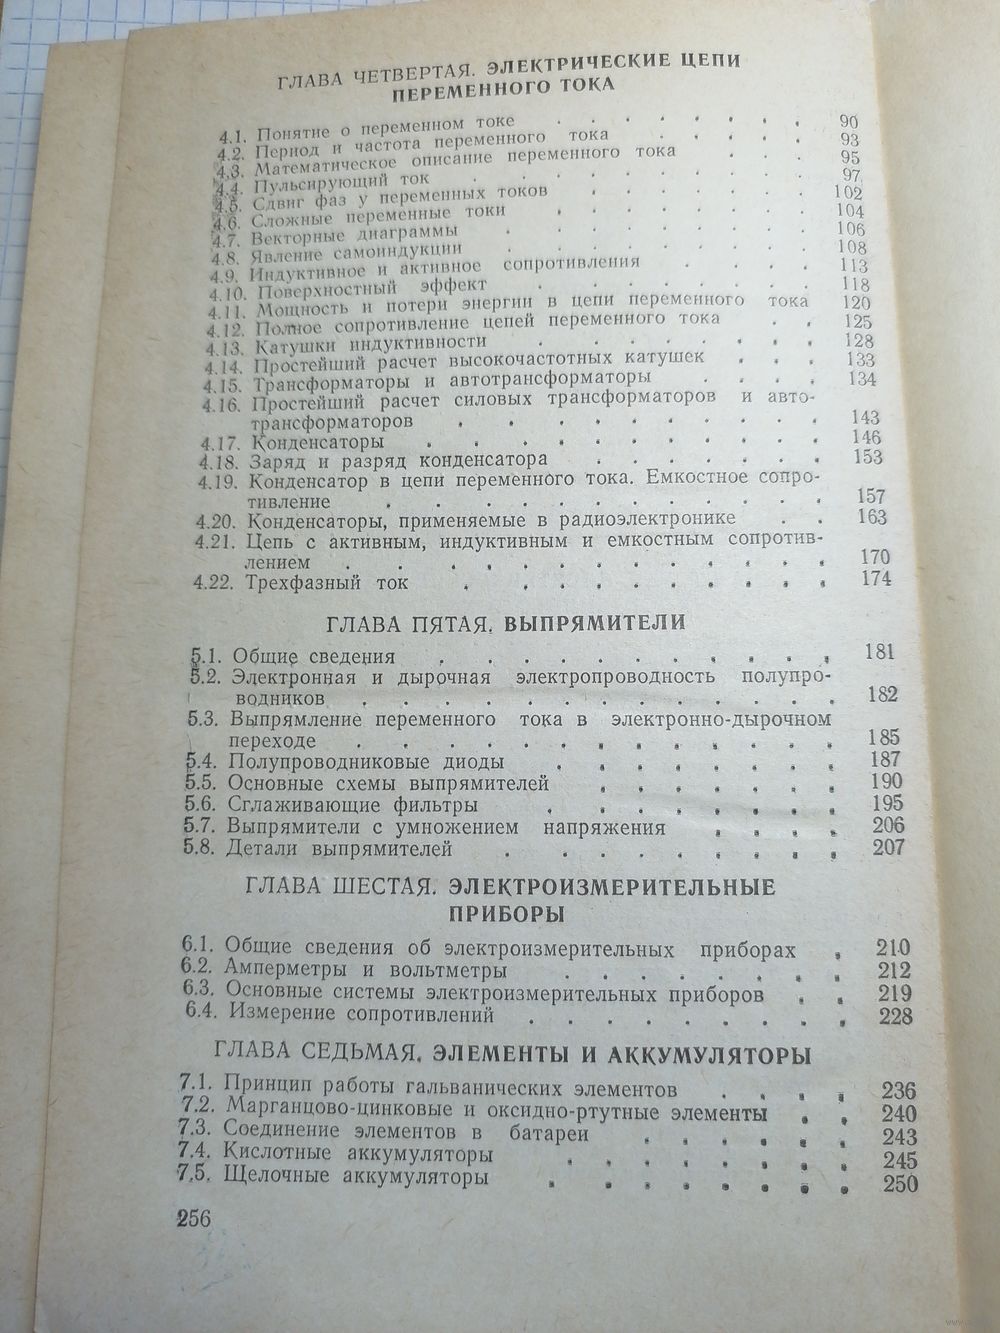 ГЛАВА ЧЕТВЕРТАЯ. ЭЛЕКТРИЧЕСКИЕ ЦЕПИ
ПЕРЕМЕННОГО ТОКА
4.1. Понятие о переменном токе . . . . . . . 90
4.2. Период и частота переменного тока . . . . . 93
4.3. Математическое описание переменного тока . . . 95
4.4. Пульсирующий ток . . . . . . . . . 97
4.5. Сдвиг фаз у переменных токов . . . . . . 102
4.6. Сложные переменные токи . . . . . . . 104
4.7. Векторные диаграммы . . . . . . . . 106
4.8. Явление самоиндукции . . . . . . . . 108
4.9. Индуктивное и активное сопротивления . . . . 113
4.10. Поверхностный эффект . . . . . . . 118
4.11. Мощность и потери энергии в цепи переменного тока 120
4.12. Полное сопротивление цепей переменного тока . . 125
4.13. Катушки индуктивности . . . . . . . 128
4.14. Простейший расчет высокочастотных катушек . . . 133
4.15. Трансформаторы и автотрансформаторы . . . . 134
4.16. Простейший расчет силовых трансформаторов и авто-
трансформаторов . . . . . . . . . 143
4.17. Конденсаторы . . . . . . . . . . 146
4.18. Заряд и разряд конденсатора . . . . . . 153
4.19. Конденсатор в цепи переменного тока. Емкостное сопро-
тивление . . . . . . . . . . . 157
4.20. Конденсаторы, применяемые в радиоэлектронике . . 163
4.21. Цепь с активным, индуктивным и емкостным сопротив-
лением . . . . . . . . . . . . 170
4.22. Трехфазный ток . . . . . . . . . 174
ГЛАВА ПЯТАЯ. ВЫПРЯМИТЕЛИ
5.1. Общие сведения . . . . . . . . . . 181
5.2. Электронная и дырочная электропроводность полупро-
водников . . . . . . . . . . . . 182
5.3. Выпрямление переменного тока в электронно-дырочном
переходе . . . . . . . . . . . . 185
5.4. Полупроводниковые диоды . . . . . . . 187
5.5. Основные схемы выпрямителей . . . . . . 190
5.6. Сглаживающие фильтры . . . . . . . 195
5.7. Выпрямители с умножением напряжения . . . . 206
5.8. Детали выпрямителей . . . . . . . . 207
ГЛАВА ШЕСТАЯ. ЭЛЕКТРОИЗМЕРИТЕЛЬНЫЕ
ПРИБОРЫ
6.1. Общие сведения об электроизмерительных приборах . 210
6.2. Амперметры и вольтметры . . . . . . . 212
6.3. Основные системы электроизмерительных приборов . . 219
6.4. Измерение сопротивлений . . . . . . . . 228
ГЛАВА СЕДЬМАЯ. ЭЛЕМЕНТЫ И АККУМУЛЯТОРЫ
7.1. Принцип работы гальванических элементов . . . . 236
7.2. Марганцово-цинковые и оксидно-ртутные элементы . . 240
7.3. Соединение элементов в батареи . . . . . . 243
7.4. Кислотные аккумуляторы . . . . . . . . 245
7.5. Щелочные аккумуляторы . . . . . . . . 250
256